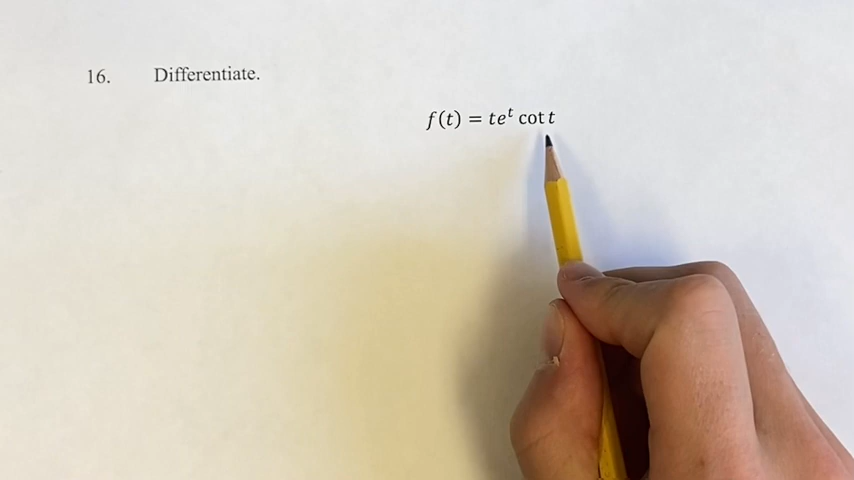 16. Differentiate.
f(t) = te^t cot t